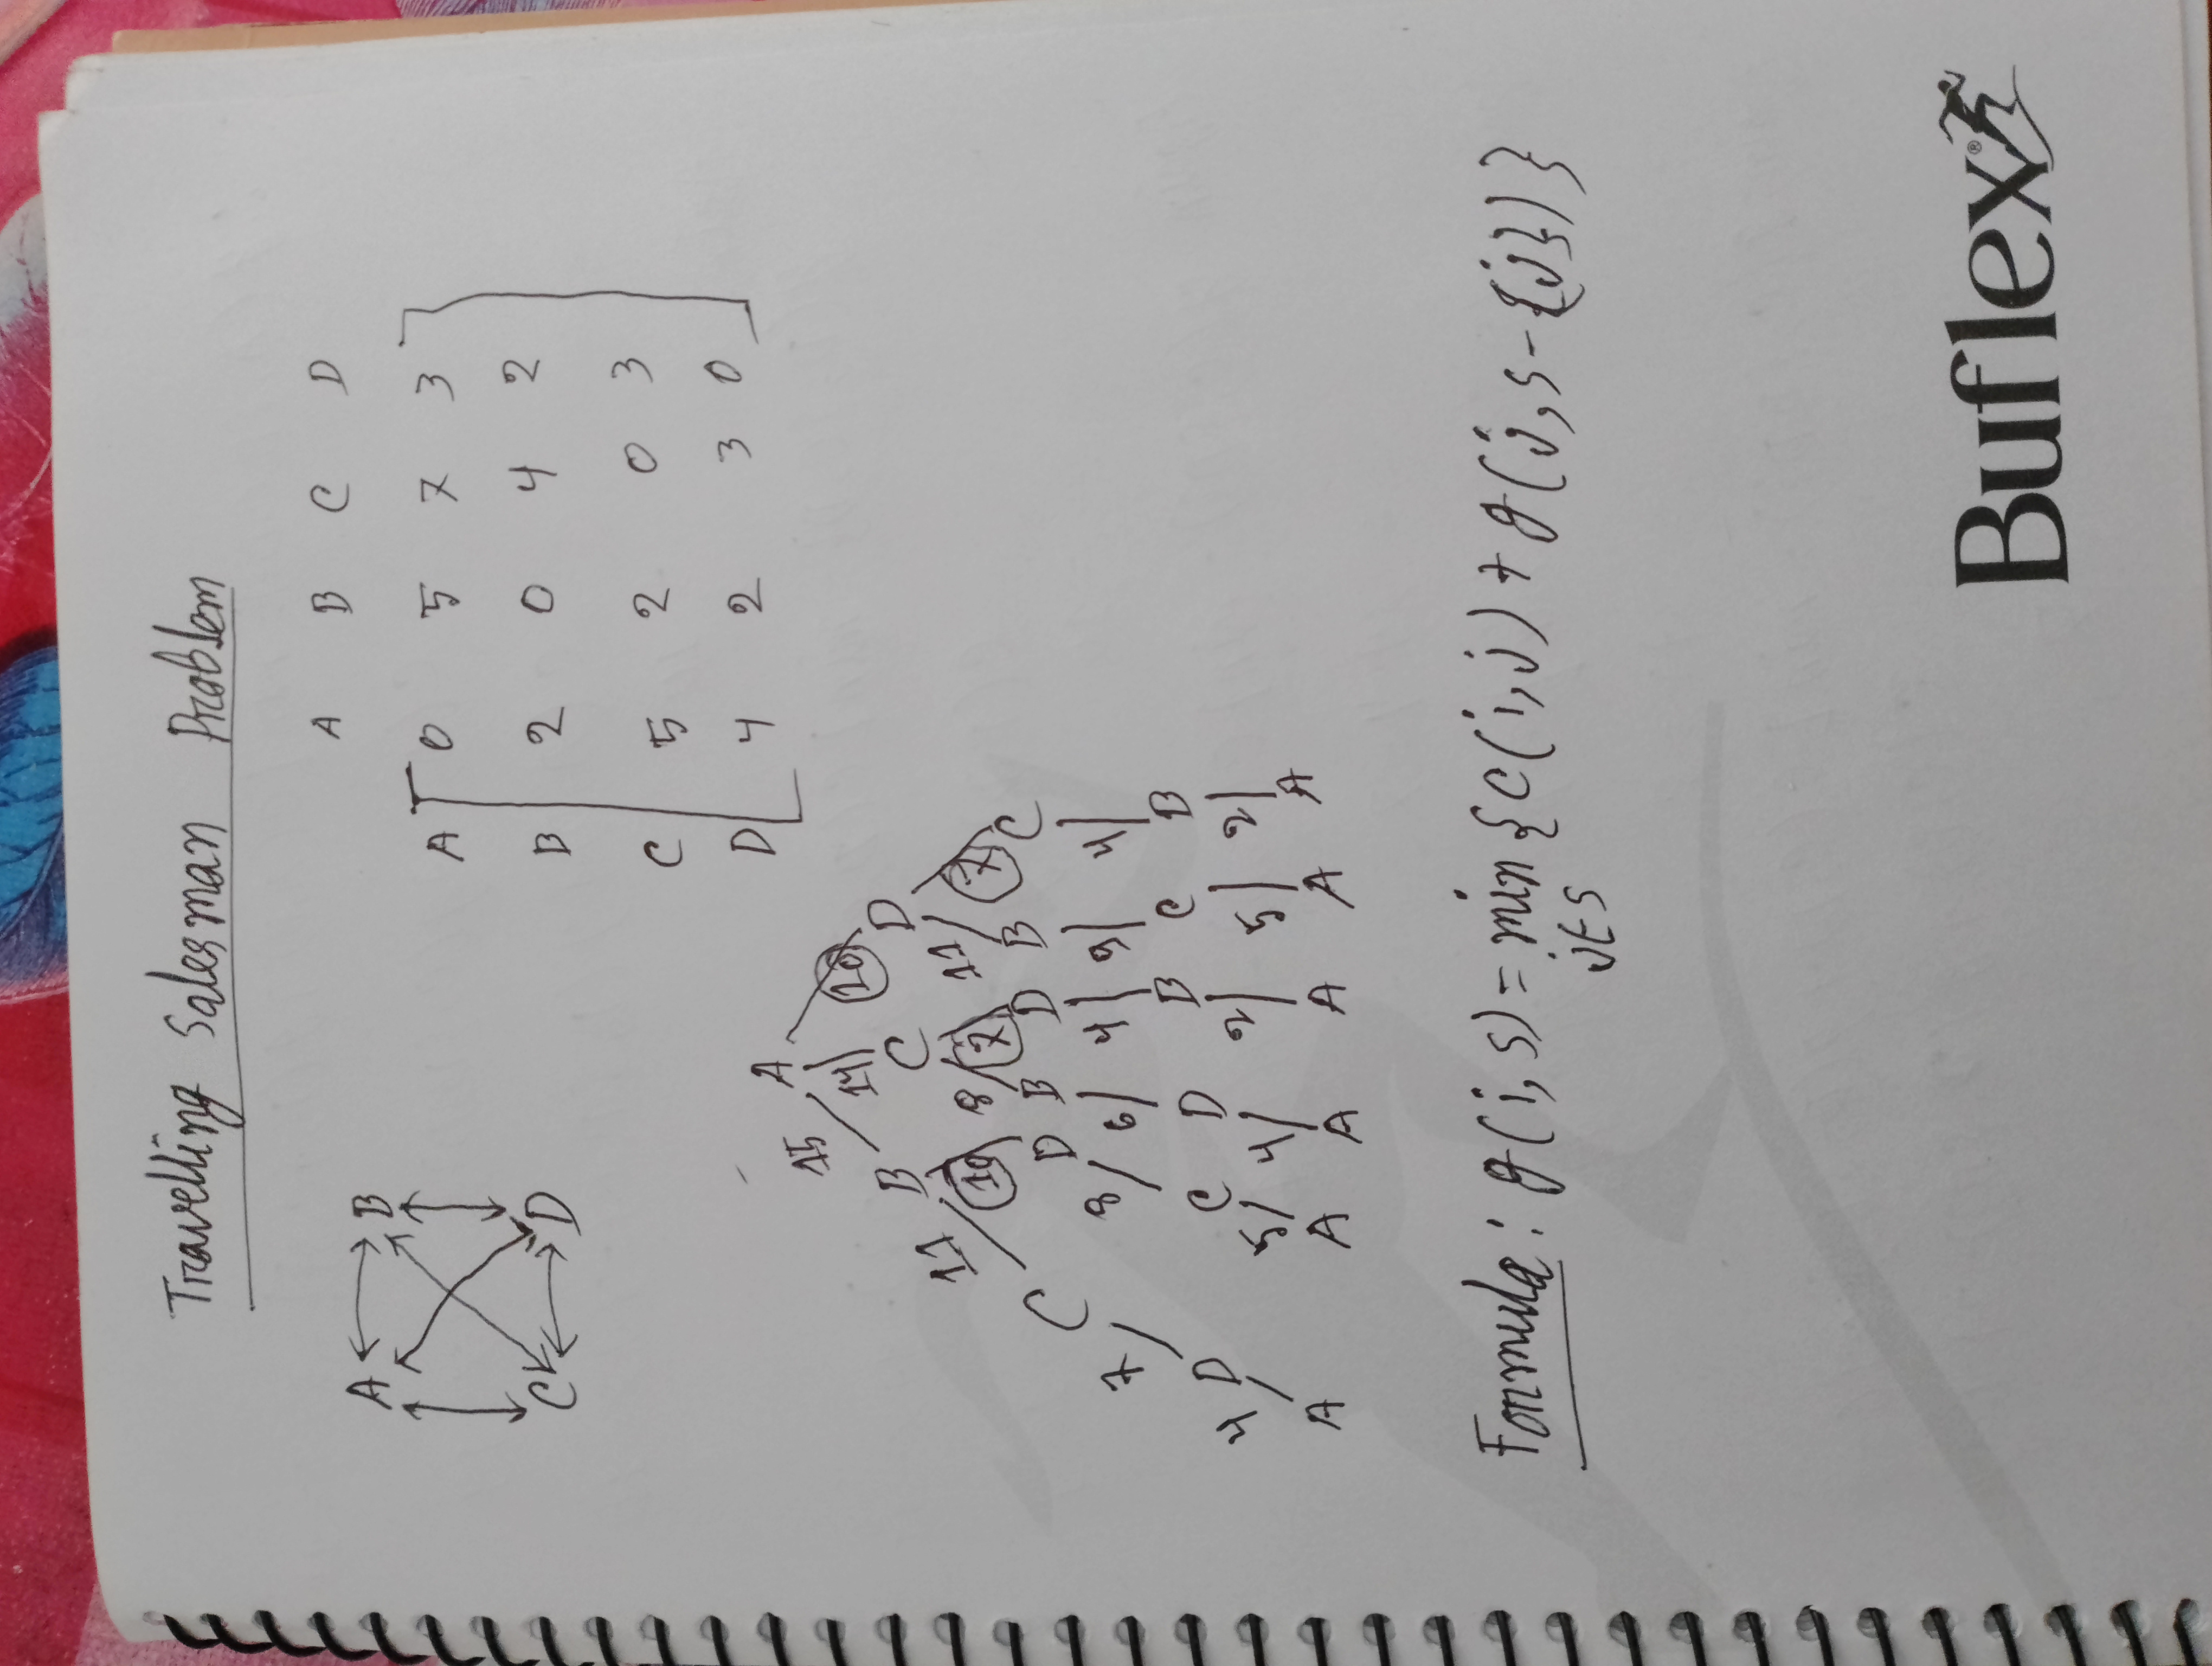 Travelling Salesman Problem
A B
C D
A B C D
A 0 5 7 3
B 2 0 4 2
C 5 2 0 3
D 4 2 3 0
A
15 14 10
B C D
11 10 8 7 11 7
C D B D B C
7 8 6 4 9 4
D C D B C B
4 5 4 2 5 2
A A A A A A
Formula: g(i,s) = min {C(i,j) + g(j,s-{j})}
j∈s
Buflex®